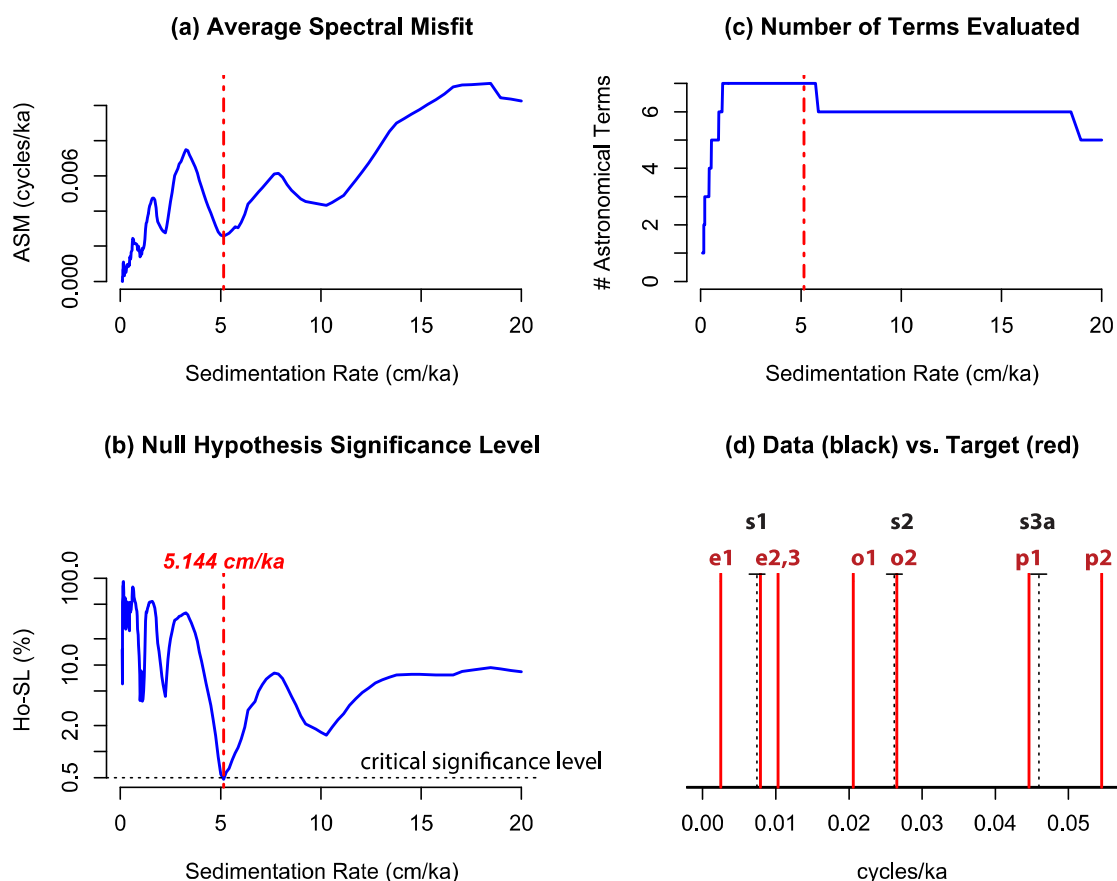 (a) Average Spectral Misfit
ASM (cycles/ka)
0.000 0.006
0 5 10 15 20
Sedimentation Rate (cm/ka)
(c) Number of Terms Evaluated
# Astronomical Terms
0 2 4 6
0 5 10 15 20
Sedimentation Rate (cm/ka)
(b) Null Hypothesis Significance Level
5.144 cm/ka
Ho-SL (%)
0.5 2.0 10.0 100.0
critical significance level
0 5 10 15 20
Sedimentation Rate (cm/ka)
(d) Data (black) vs. Target (red)
s1 s2 s3a
e1 e2,3 o1 o2 p1 p2
0.00 0.01 0.02 0.03 0.04 0.05
cycles/ka